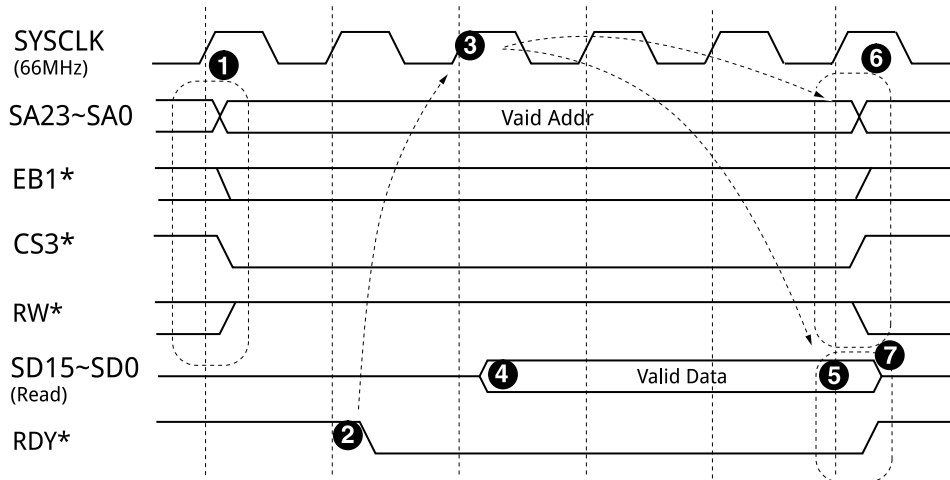 SYSCLK
(66MHz)
1
3
6
SA23~SA0
Vaid Addr
EB1*
CS3*
RW*
SD15~SD0
(Read)
4
Valid Data
5
7
RDY*
2